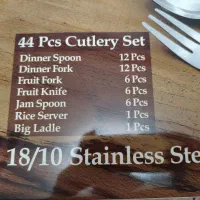 44 Pcs Cutlery Set
Dinner Spoon 12 Pcs
Dinner Fork 12 Pcs
Fruit Fork 6 Pcs
Fruit Knife 6 Pcs
Jam Spoon 6 Pcs
Rice Server 1 Pcs
Big Ladle 1 Pcs
18/10 Stainless Ste